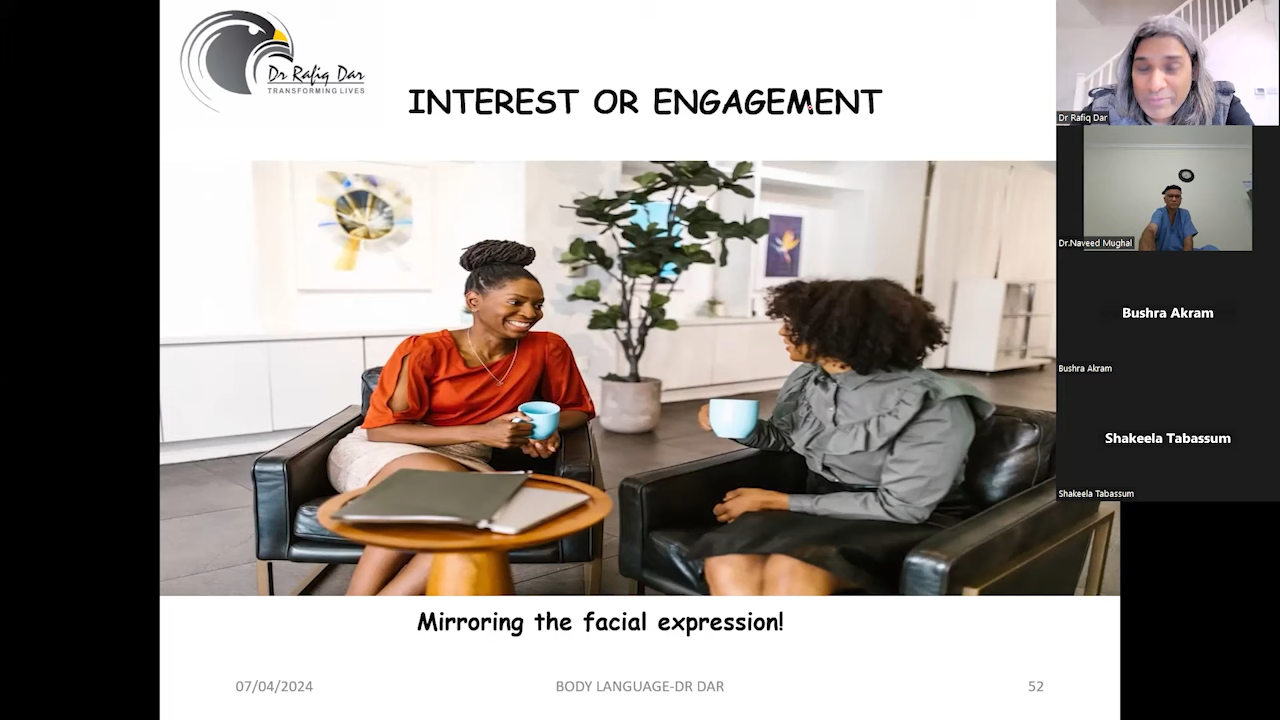 Dr Rafiq Dar
TRANSFORMING LIVES
INTEREST OR ENGAGEMENT
Mirroring the facial expression!
07/04/2024
BODY LANGUAGE-DR DAR
52
Dr Rafiq Dar
Dr.Naveed Mughal
Bushra Akram
Bushra Akram
Shakeela Tabassum
Shakeela Tabassum